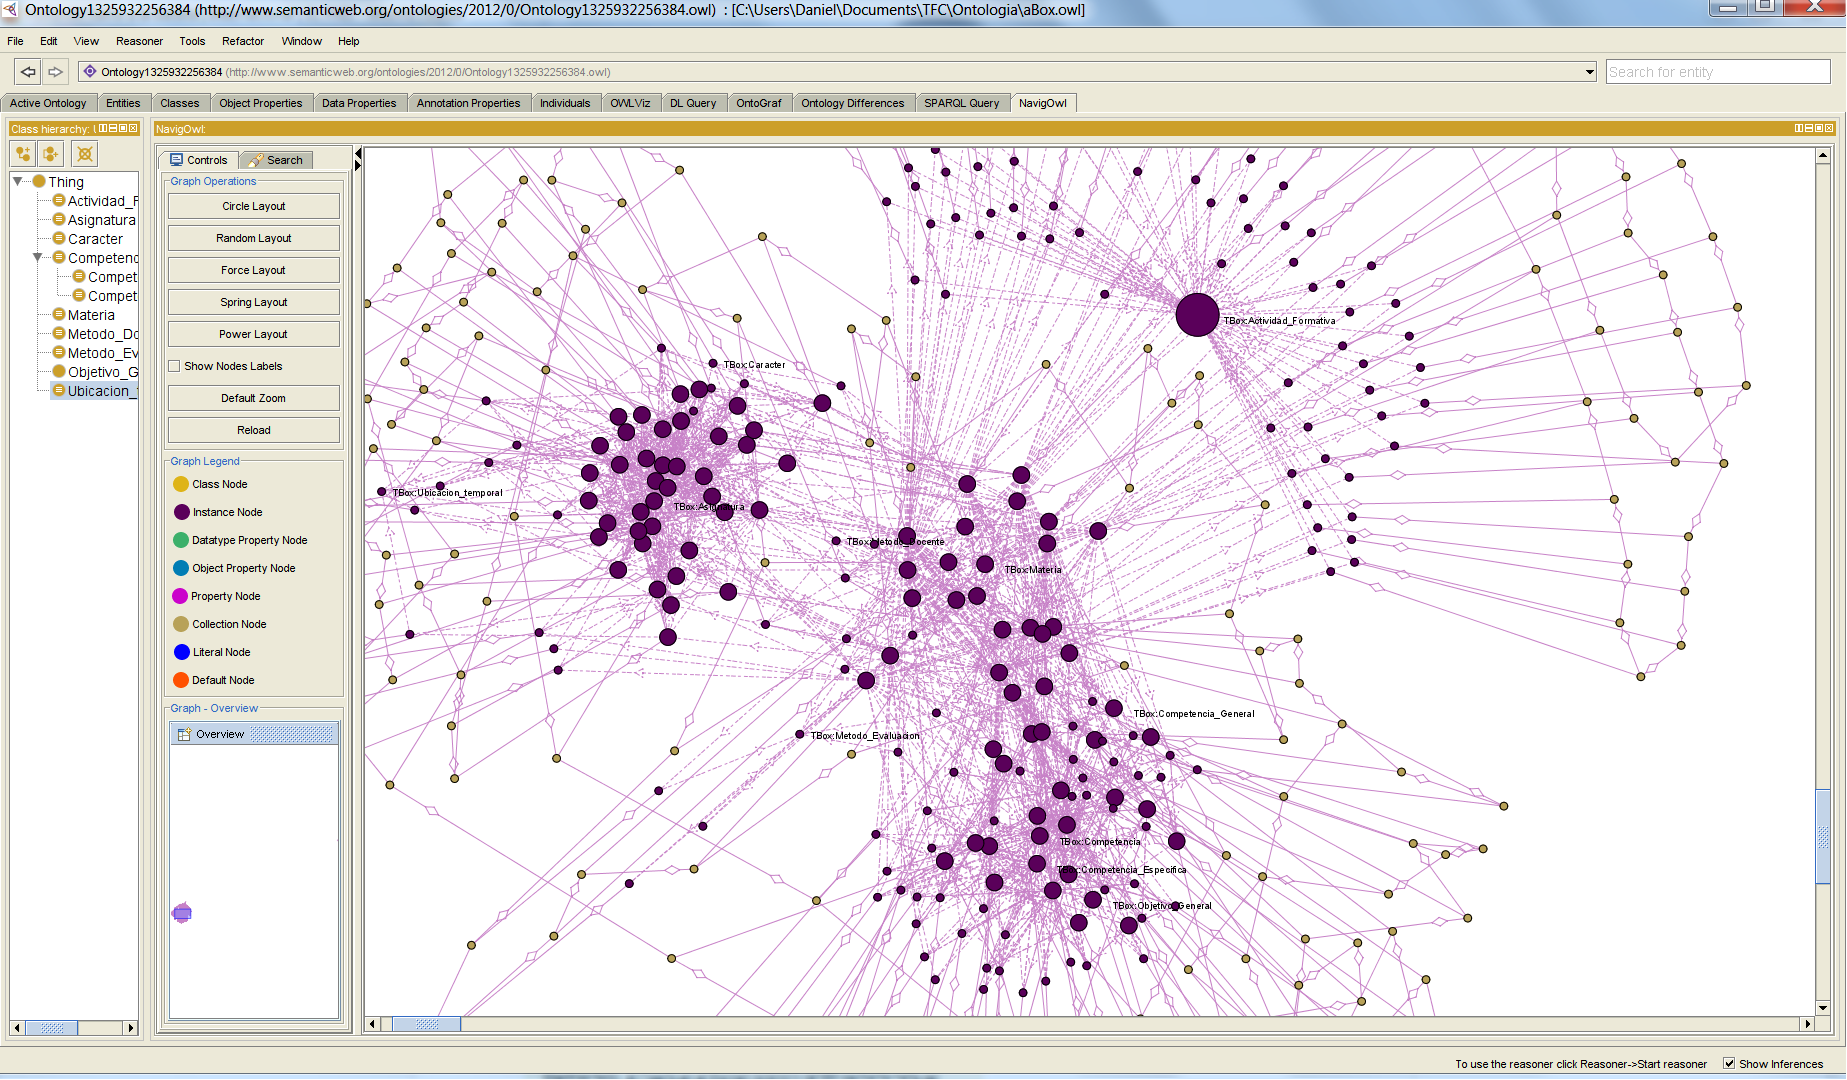 Ontology1325932256384 (http://www.semanticweb.org/ontologies/2012/0/Ontology1325932256384.owl) : [C:\Users\Daniel\Documents\TFC\Ontologia\aBox.owl]
File Edit View Reasoner Tools Refactor Window Help
Ontology1325932256384 (http://www.semanticweb.org/ontologies/2012/0/Ontology1325932256384.owl)
Search for entity
Active Ontology Entities Classes Object Properties Data Properties Annotation Properties Individuals OWLViz DL Query OntoGraf Ontology Differences SPARQL Query NavigOwl
Class hierarchy:
Thing
Actividad_F
Asignatura
Caracter
Competenc
Compet
Compet
Materia
Metodo_Do
Metodo_Ev
Objetivo_G
Ubicacion_
NavigOwl:
Controls Search
Graph Operations
Circle Layout
Random Layout
Force Layout
Spring Layout
Power Layout
Show Nodes Labels
Default Zoom
Reload
Graph Legend
Class Node
Instance Node
Datatype Property Node
Object Property Node
Property Node
Collection Node
Literal Node
Default Node
Graph - Overview
Overview
TBox:Actividad_Formativa
TBox:Caracter
TBox:Ubicacion_temporal
TBox:Asignatura
TBox:Metodo_Docente
TBox:Materia
TBox:Competencia_General
TBox:Metodo_Evaluacion
TBox:Competencia
TBox:Competencia_Especifica
TBox:Objetivo_General
To use the reasoner click Reasoner->Start reasoner
Show Inferences